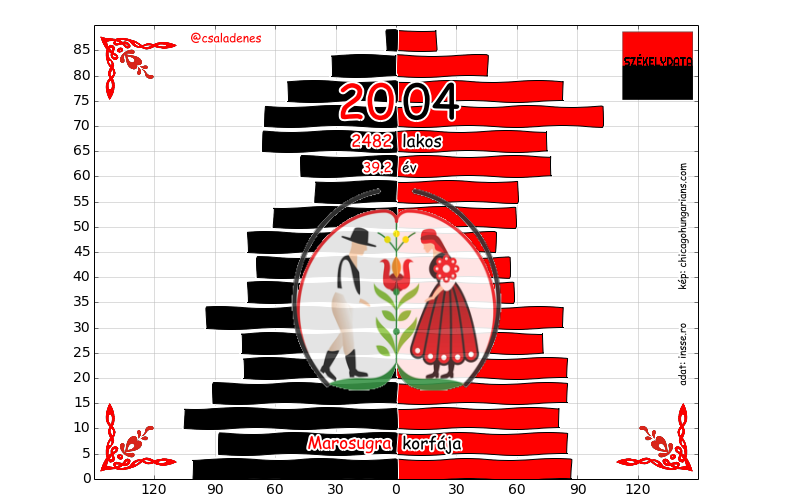 @csaladenes
SZÉKELYDATA
2004
2482 lakos
39.2 év
kép: chicagohungarians.com
adat: insse.ro
Marosugra korfája
85
80
75
70
65
60
55
50
45
40
35
30
25
20
15
10
5
0
120 90 60 30 0 30 60 90 120